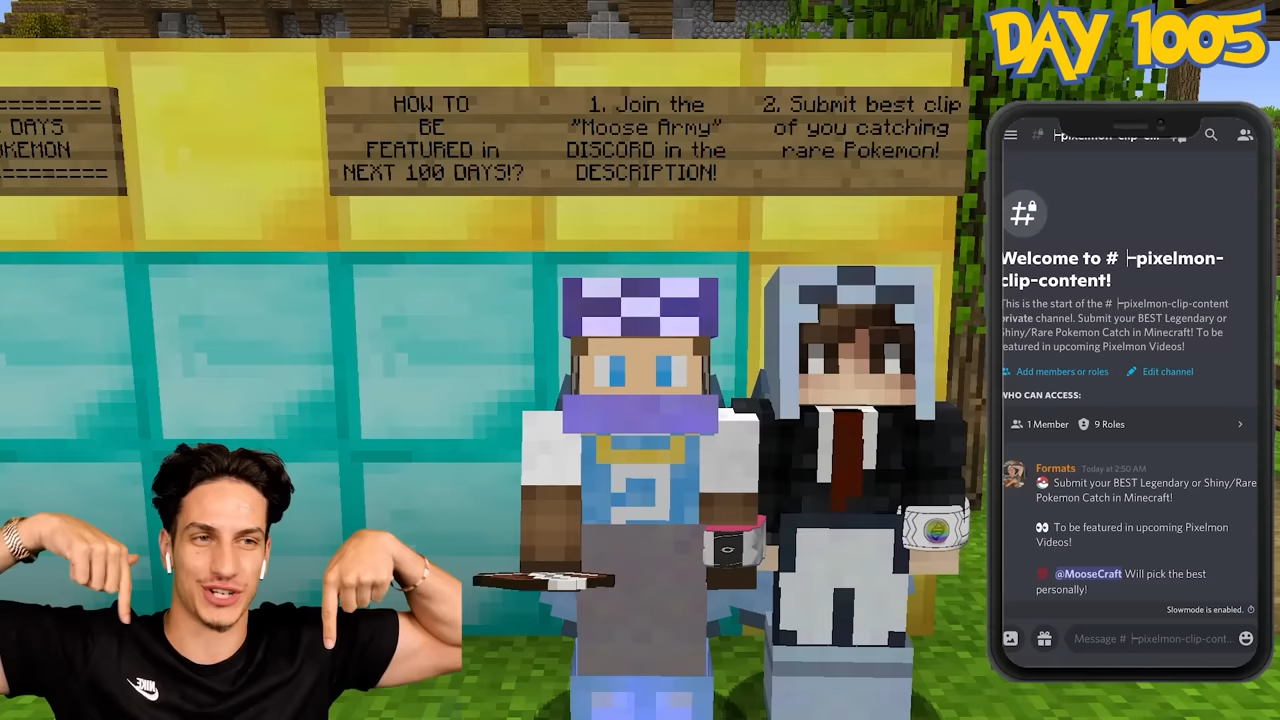 DAY 1005
DAYS
HOW TO
BE
FEATURED in
NEXT 100 DAYS!?
1. Join the
"Moose Army"
DISCORD in the
DESCRIPTION!
2. Submit best clip
of you catching
rare Pokemon!
Welcome to # ├-pixelmon-
clip-content!
This is the start of the # ├-pixelmon-clip-content
private channel. Submit your BEST Legendary or
Shiny/Rare Pokemon Catch in Minecraft! To be
featured in upcoming Pixelmon Videos!
Add members or roles Edit channel
WHO CAN ACCESS:
1 Member 9 Roles
Formats Today at 2:50 AM
Submit your BEST Legendary or Shiny/Rare
Pokemon Catch in Minecraft!
👀 To be featured in upcoming Pixelmon
Videos!
@MooseCraft Will pick the best
personally!
Slowmode is enabled.
Message # ├-pixelmon-clip-cont...
NIKE